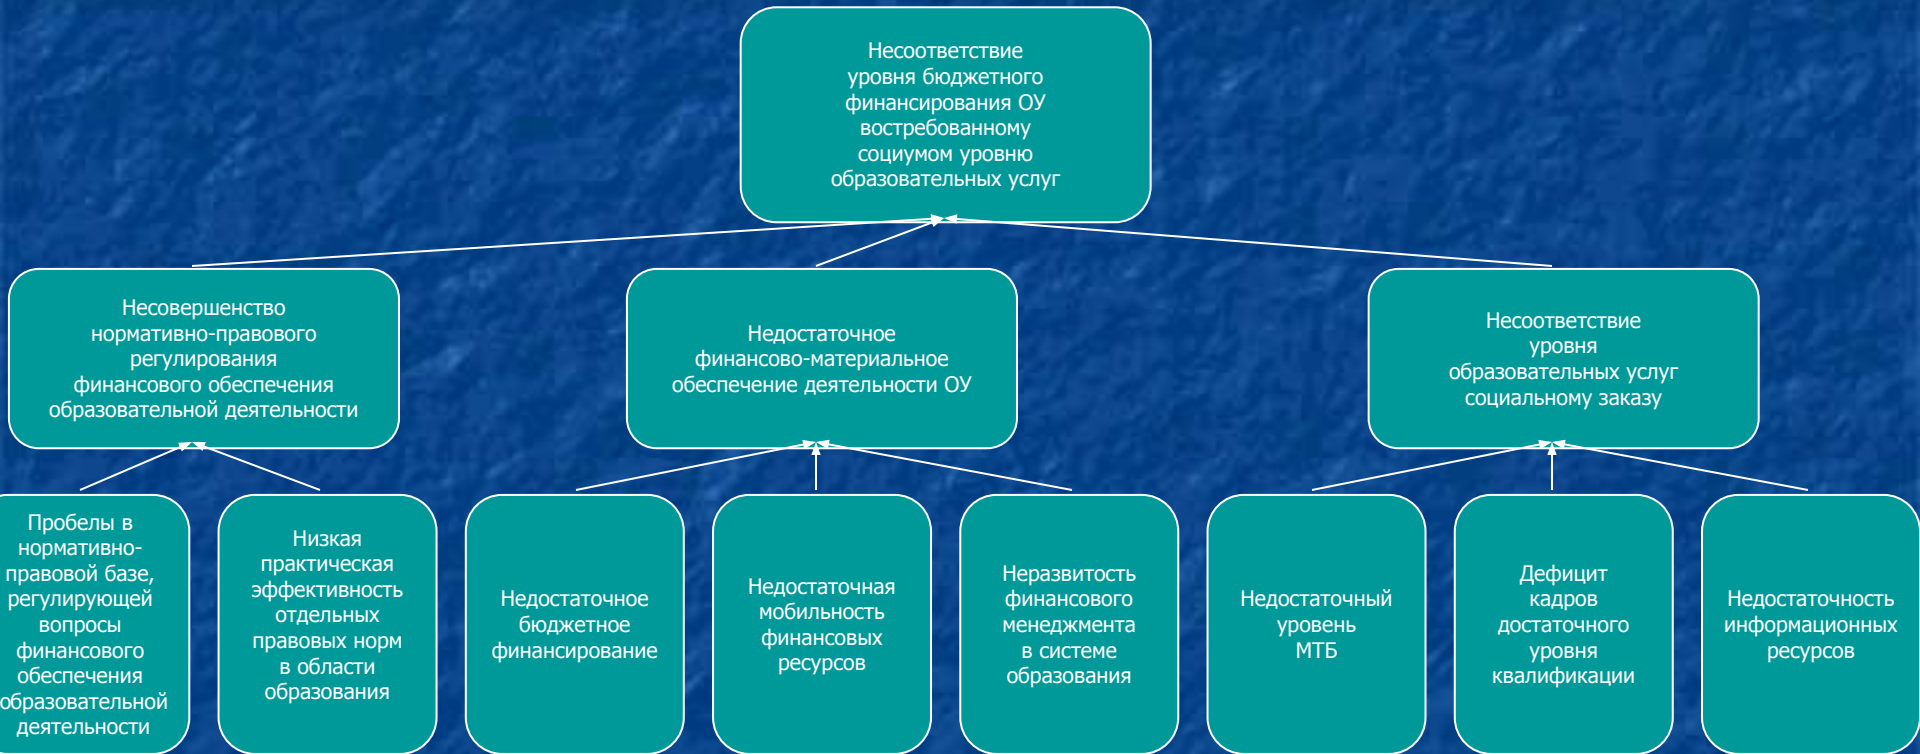 Несоответствие
уровня бюджетного
финансирования ОУ
востребованному
социумом уровню
образовательных услуг
Несовершенство
нормативно-правового
регулирования
финансового обеспечения
образовательной деятельности
Недостаточное
финансово-материальное
обеспечение деятельности ОУ
Несоответствие
уровня
образовательных услуг
социальному заказу
Пробелы в
нормативно-
правовой базе,
регулирующей
вопросы
финансового
обеспечения
образовательной
деятельности
Низкая
практическая
эффективность
отдельных
правовых норм
в области
образования
Недостаточное
бюджетное
финансирование
Недостаточная
мобильность
финансовых
ресурсов
Неразвитость
финансового
менеджмента
в системе
образования
Недостаточный
уровень
МТБ
Дефицит
кадров
достаточного
уровня
квалификации
Недостаточность
информационных
ресурсов